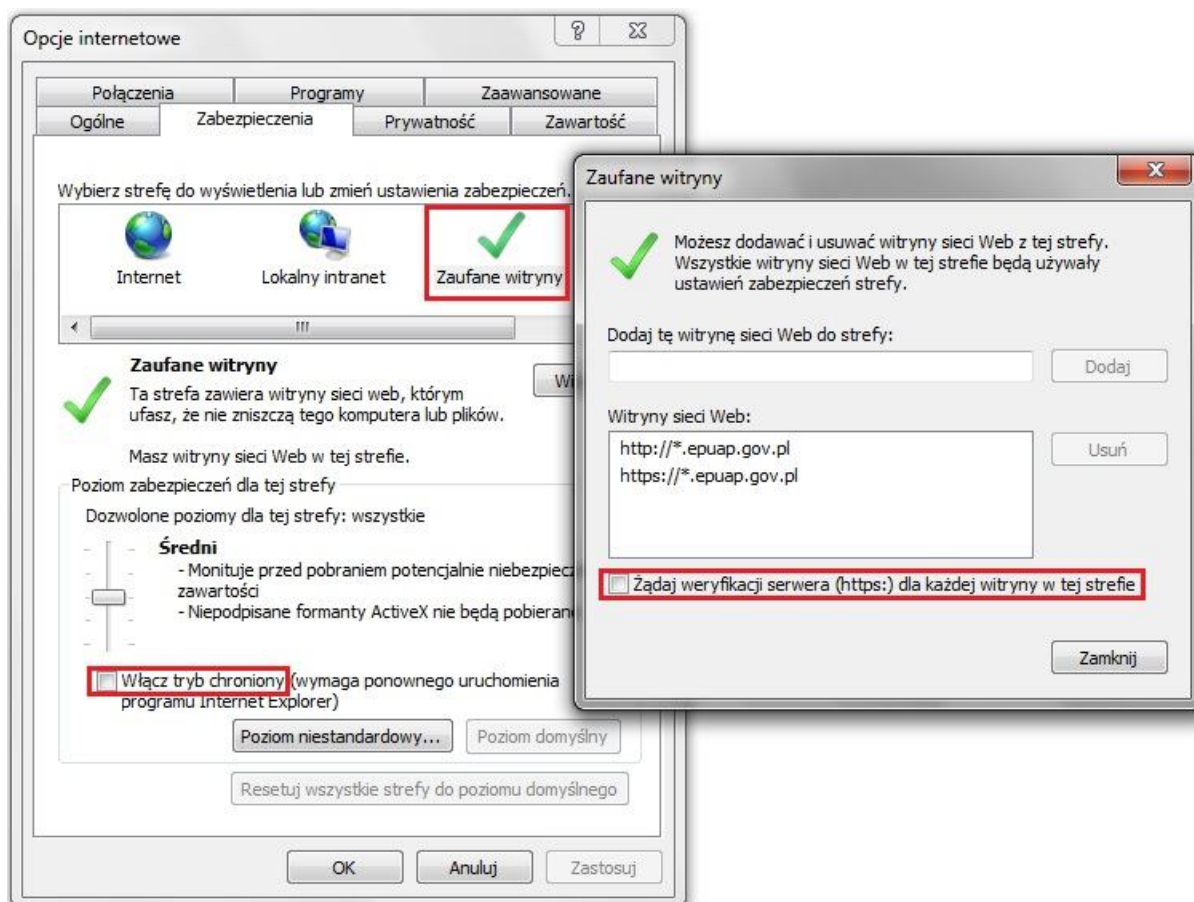 Opcje internetowe
Połączenia Programy Zaawansowane
Ogólne Zabezpieczenia Prywatność Zawartość
Wybierz strefę do wyświetlenia lub zmień ustawienia zabezpieczeń.
Internet Lokalny intranet Zaufane witryny
Zaufane witryny
Ta strefa zawiera witryny sieci web, którym
ufasz, że nie zniszczą tego komputera lub plików.
Masz witryny sieci Web w tej strefie.
Poziom zabezpieczeń dla tej strefy
Dozwolone poziomy dla tej strefy: wszystkie
Średni
- Monituje przed pobraniem potencjalnie
zawartości
- Niepodpisane formanty ActiveX nie będą
Włącz tryb chroniony (wymaga ponownego uruchomienia
programu Internet Explorer)
Poziom niestandardowy... Poziom domyślny
Resetuj wszystkie strefy do poziomu domyślnego
OK Anuluj Zastosuj
Zaufane witryny
Możesz dodawać i usuwać witryny sieci Web z tej strefy.
Wszystkie witryny sieci Web w tej strefie będą używały
ustawień zabezpieczeń strefy.
Dodaj tę witrynę sieci Web do strefy:
Dodaj
Witryny sieci Web:
http://*.epuap.gov.pl
https://*.epuap.gov.pl
Usuń
Żądaj weryfikacji serwera (https:) dla każdej witryny w tej strefie
Zamknij